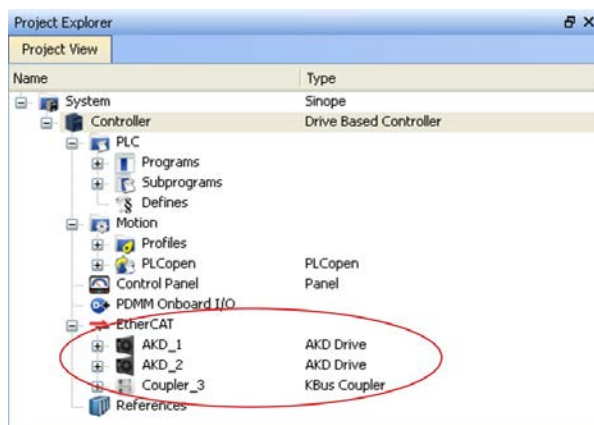 Project Explorer
Project View
Name Type
System Sinope
Controller Drive Based Controller
PLC
Programs
Subprograms
Defines
Motion
Profiles
PLCopen PLCopen
Control Panel Panel
PDMM Onboard I/O
EtherCAT
AKD_1 AKD Drive
AKD_2 AKD Drive
Coupler_3 KBus Coupler
References